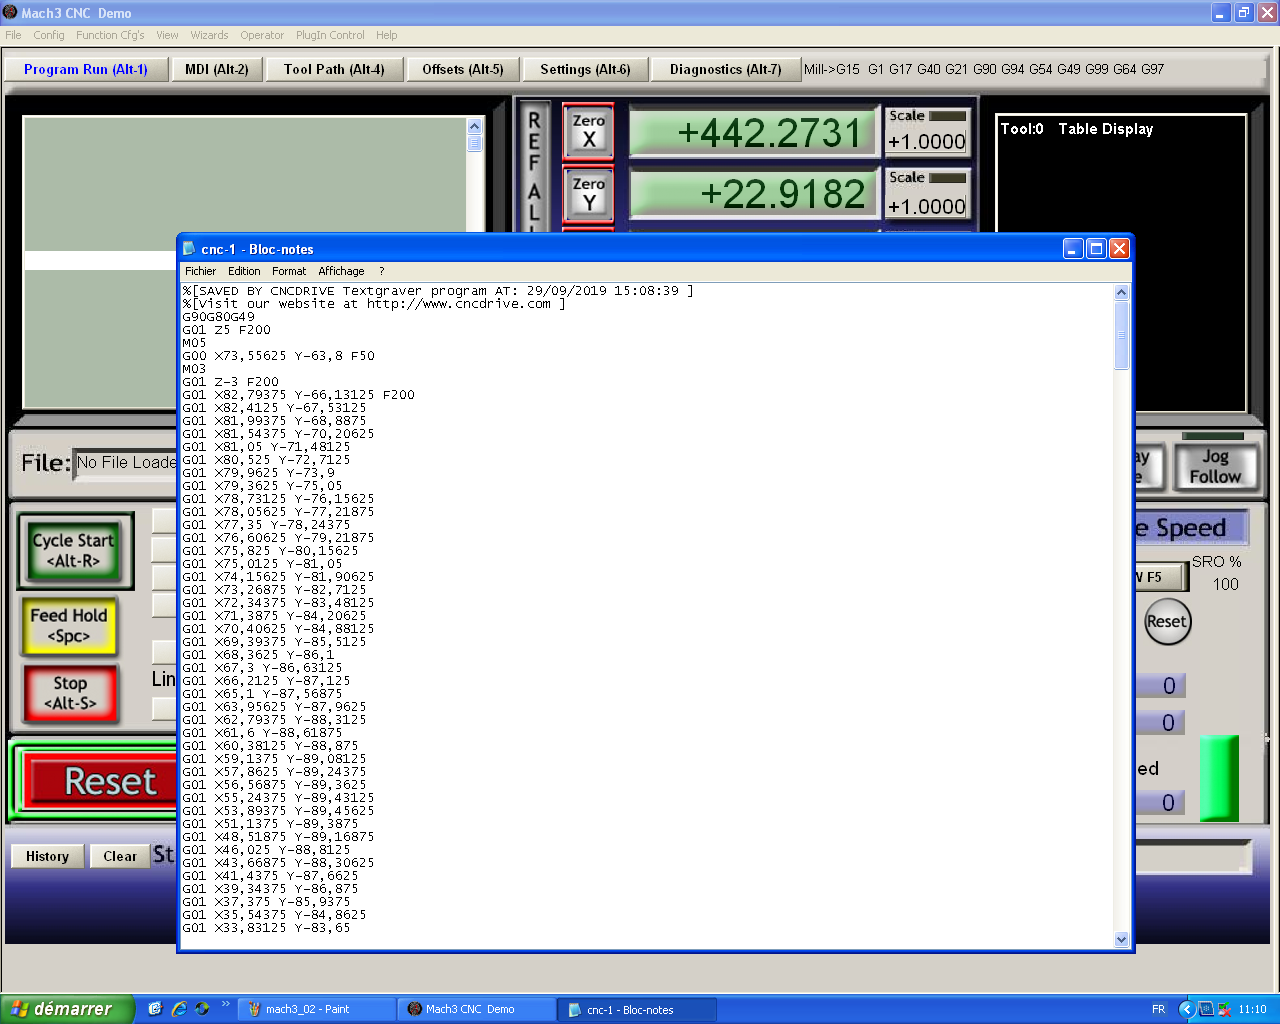 Mach3 CNC  Demo
File Config Function Cfg's View Wizards Operator PlugIn Control Help
Program Run (Alt-1) MDI (Alt-2) Tool Path (Alt-4) Offsets (Alt-5) Settings (Alt-6) Diagnostics (Alt-7) Mill->G15  G1 G17 G40 G21 G90 G94 G54 G49 G99 G64 G97
REF ALL
Zero X +442.2731 Scale +1.0000
Zero Y +22.9182 Scale +1.0000
Tool:0 Table Display
cnc-1 - Bloc-notes
Fichier Edition Format Affichage ?
%[SAVED BY CNCDRIVE Textgraver program AT: 29/09/2019 15:08:39 ]
%[Visit our website at http://www.cncdrive.com ]
G90G80G49
G01 Z5 F200
M05
G00 X73,55625 Y-63,8 F50
M03
G01 Z-3 F200
G01 X82,79375 Y-66,13125 F200
G01 X82,4125 Y-67,53125
G01 X81,99375 Y-68,8875
G01 X81,54375 Y-70,20625
G01 X81,05 Y-71,48125
G01 X80,525 Y-72,7125
G01 X79,9625 Y-73,9
G01 X79,3625 Y-75,05
G01 X78,73125 Y-76,15625
G01 X78,05625 Y-77,21875
G01 X77,35 Y-78,24375
G01 X76,60625 Y-79,21875
G01 X75,825 Y-80,15625
G01 X75,0125 Y-81,05
G01 X74,15625 Y-81,90625
G01 X73,26875 Y-82,7125
G01 X72,34375 Y-83,48125
G01 X71,3875 Y-84,20625
G01 X70,40625 Y-84,88125
G01 X69,39375 Y-85,5125
G01 X68,3625 Y-86,1
G01 X67,3 Y-86,63125
G01 X66,2125 Y-87,125
G01 X65,1 Y-87,56875
G01 X63,95625 Y-87,9625
G01 X62,79375 Y-88,3125
G01 X61,6 Y-88,61875
G01 X60,38125 Y-88,875
G01 X59,1375 Y-89,08125
G01 X57,8625 Y-89,24375
G01 X56,56875 Y-89,3625
G01 X55,24375 Y-89,43125
G01 X53,89375 Y-89,45625
G01 X51,1375 Y-89,3875
G01 X48,51875 Y-89,16875
G01 X46,025 Y-88,8125
G01 X43,66875 Y-88,30625
G01 X41,4375 Y-87,6625
G01 X39,34375 Y-86,875
G01 X37,375 Y-85,9375
G01 X35,54375 Y-84,8625
G01 X33,83125 Y-83,65
File: No File Loade
ay
e
Jog Follow
Cycle Start
<Alt-R>
e Speed
W F5
SRO %
100
Feed Hold
<Spc>
Reset
Stop
<Alt-S>
Lin
0
0
Reset
ed
0
History Clear St
démarrer mach3_02 - Paint Mach3 CNC  Demo cnc-1 - Bloc-notes FR 11:10